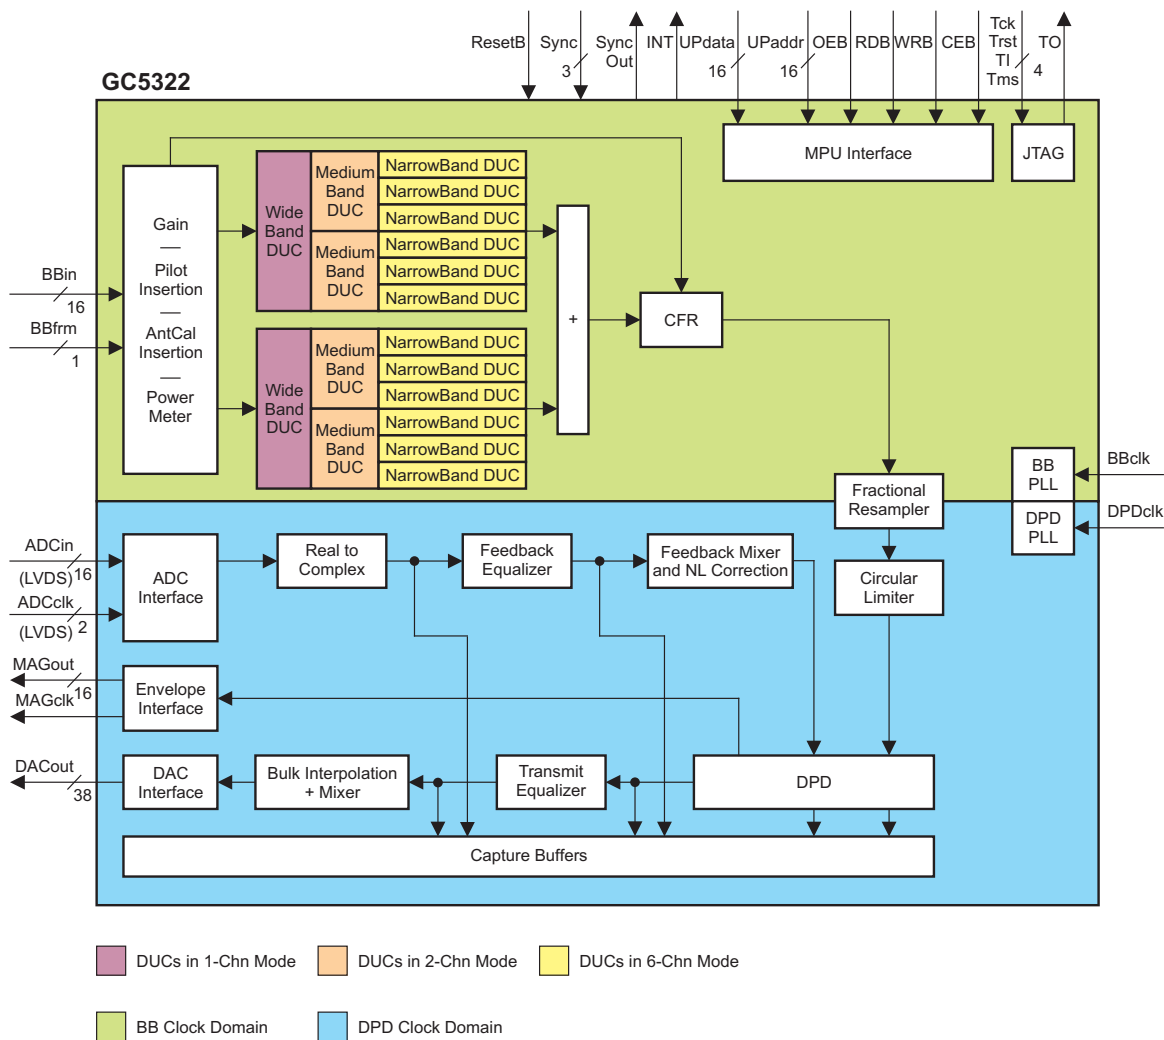 ResetB
Sync
3
Sync
Out
INT
UPdata
16
UPaddr
16
OEB
RDB
WRB
CEB
Tck
Trst
TI
Tms
4
TO
GC5322
MPU Interface
JTAG
BBin
16
BBfrm
1
Gain
—
Pilot
Insertion
—
AntCal
Insertion
—
Power
Meter
Wide
Band
DUC
Medium
Band
DUC
Medium
Band
DUC
NarrowBand DUC
NarrowBand DUC
NarrowBand DUC
NarrowBand DUC
NarrowBand DUC
NarrowBand DUC
Wide
Band
DUC
Medium
Band
DUC
Medium
Band
DUC
NarrowBand DUC
NarrowBand DUC
NarrowBand DUC
NarrowBand DUC
NarrowBand DUC
NarrowBand DUC
+
CFR
Fractional
Resampler
BB
PLL
BBclk
DPD
PLL
DPDclk
ADCin
(LVDS)
16
ADCclk
(LVDS)
2
ADC
Interface
Real to
Complex
Feedback
Equalizer
Feedback Mixer
and NL Correction
Circular
Limiter
MAGout
16
MAGclk
Envelope
Interface
DACout
38
DAC
Interface
Bulk Interpolation
+ Mixer
Transmit
Equalizer
DPD
Capture Buffers
DUCs in 1-Chn Mode
DUCs in 2-Chn Mode
DUCs in 6-Chn Mode
BB Clock Domain
DPD Clock Domain